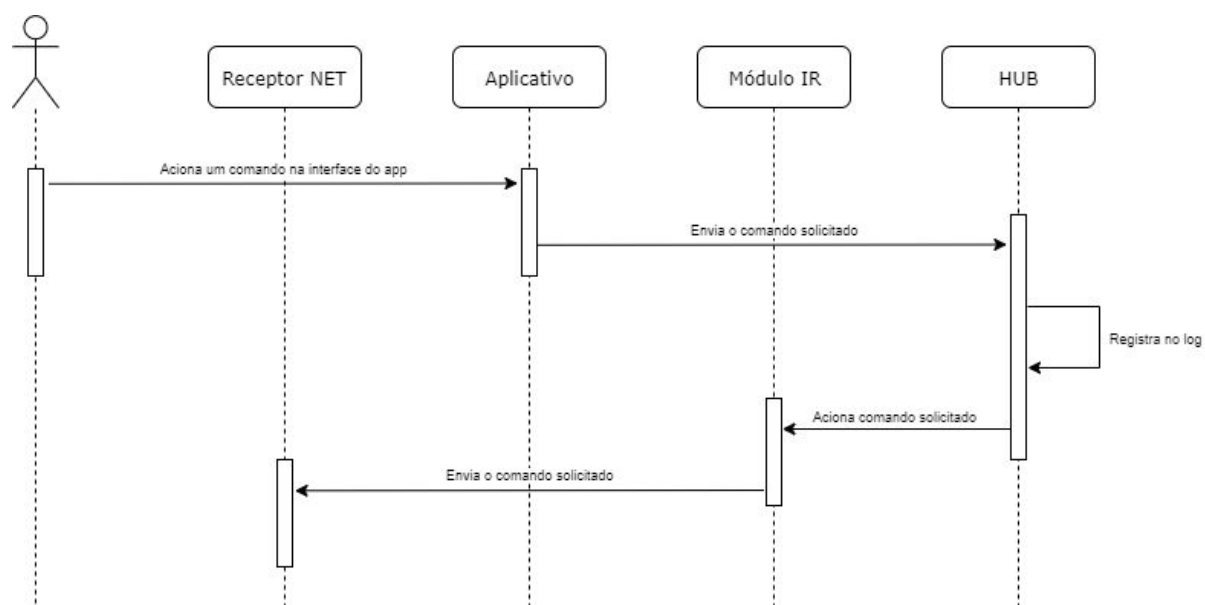 Receptor NET
Aplicativo
Módulo IR
HUB
Aciona um comando na interface do app
Envia o comando solicitado
Registra no log
Aciona comando solicitado
Envia o comando solicitado